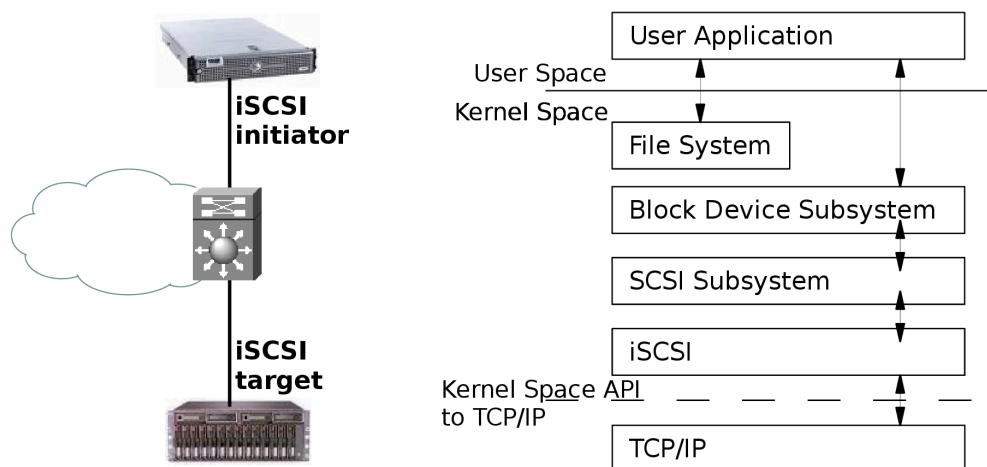 iSCSI
initiator
iSCSI
target
User Application
User Space
Kernel Space
File System
Block Device Subsystem
SCSI Subsystem
iSCSI
Kernel Space API
to TCP/IP
TCP/IP